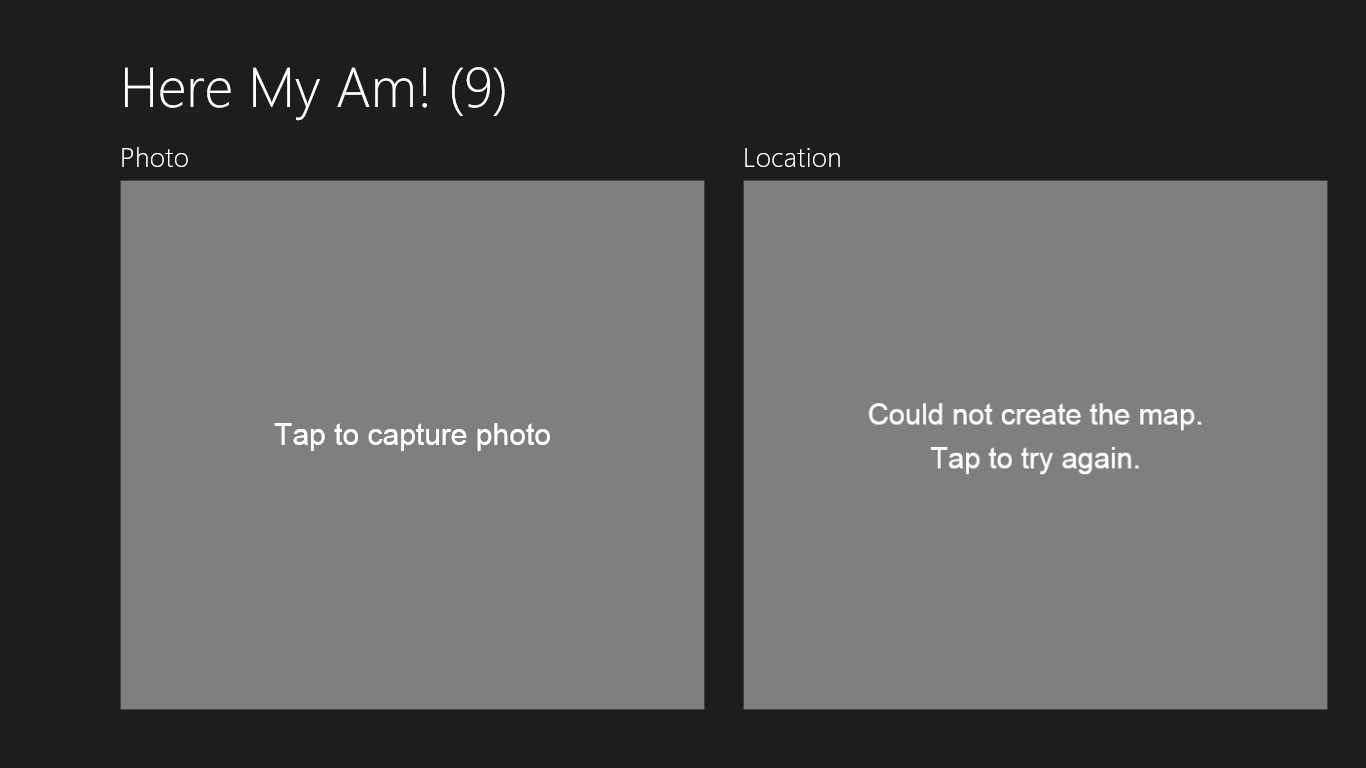 Here My Am! (9)
Photo
Location
Tap to capture photo
Could not create the map.
Tap to try again.